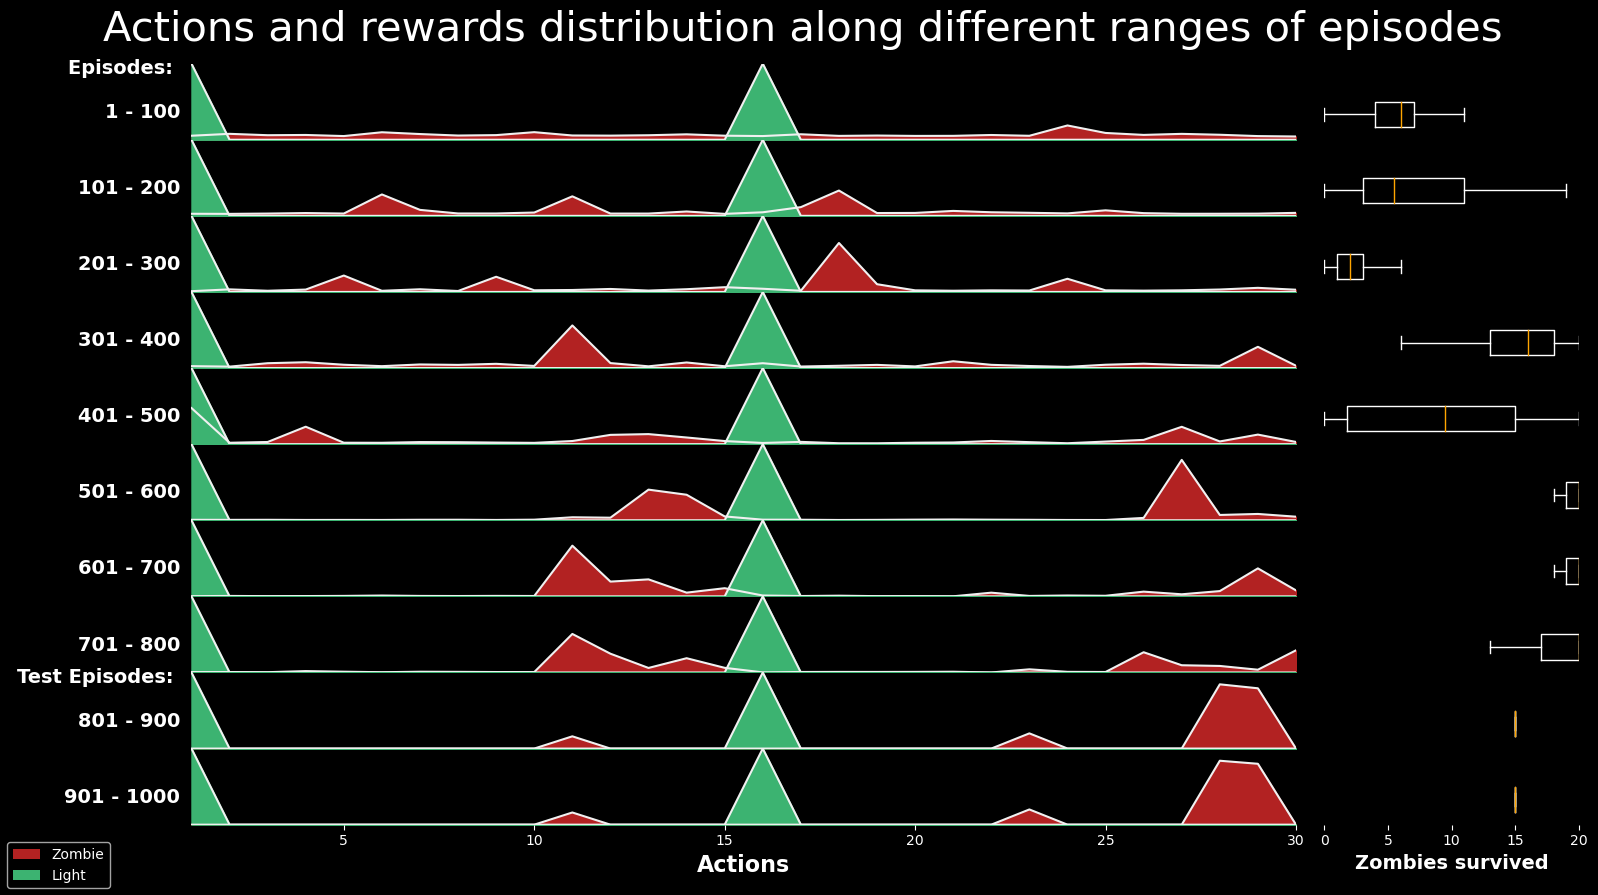 Actions and rewards distribution along different ranges of episodes
Episodes:
1 - 100
101 - 200
201 - 300
301 - 400
401 - 500
501 - 600
601 - 700
701 - 800
Test Episodes:
801 - 900
901 - 1000
5 10 15 20 25 30
0 5 10 15 20
Actions
Zombies survived
Zombie
Light